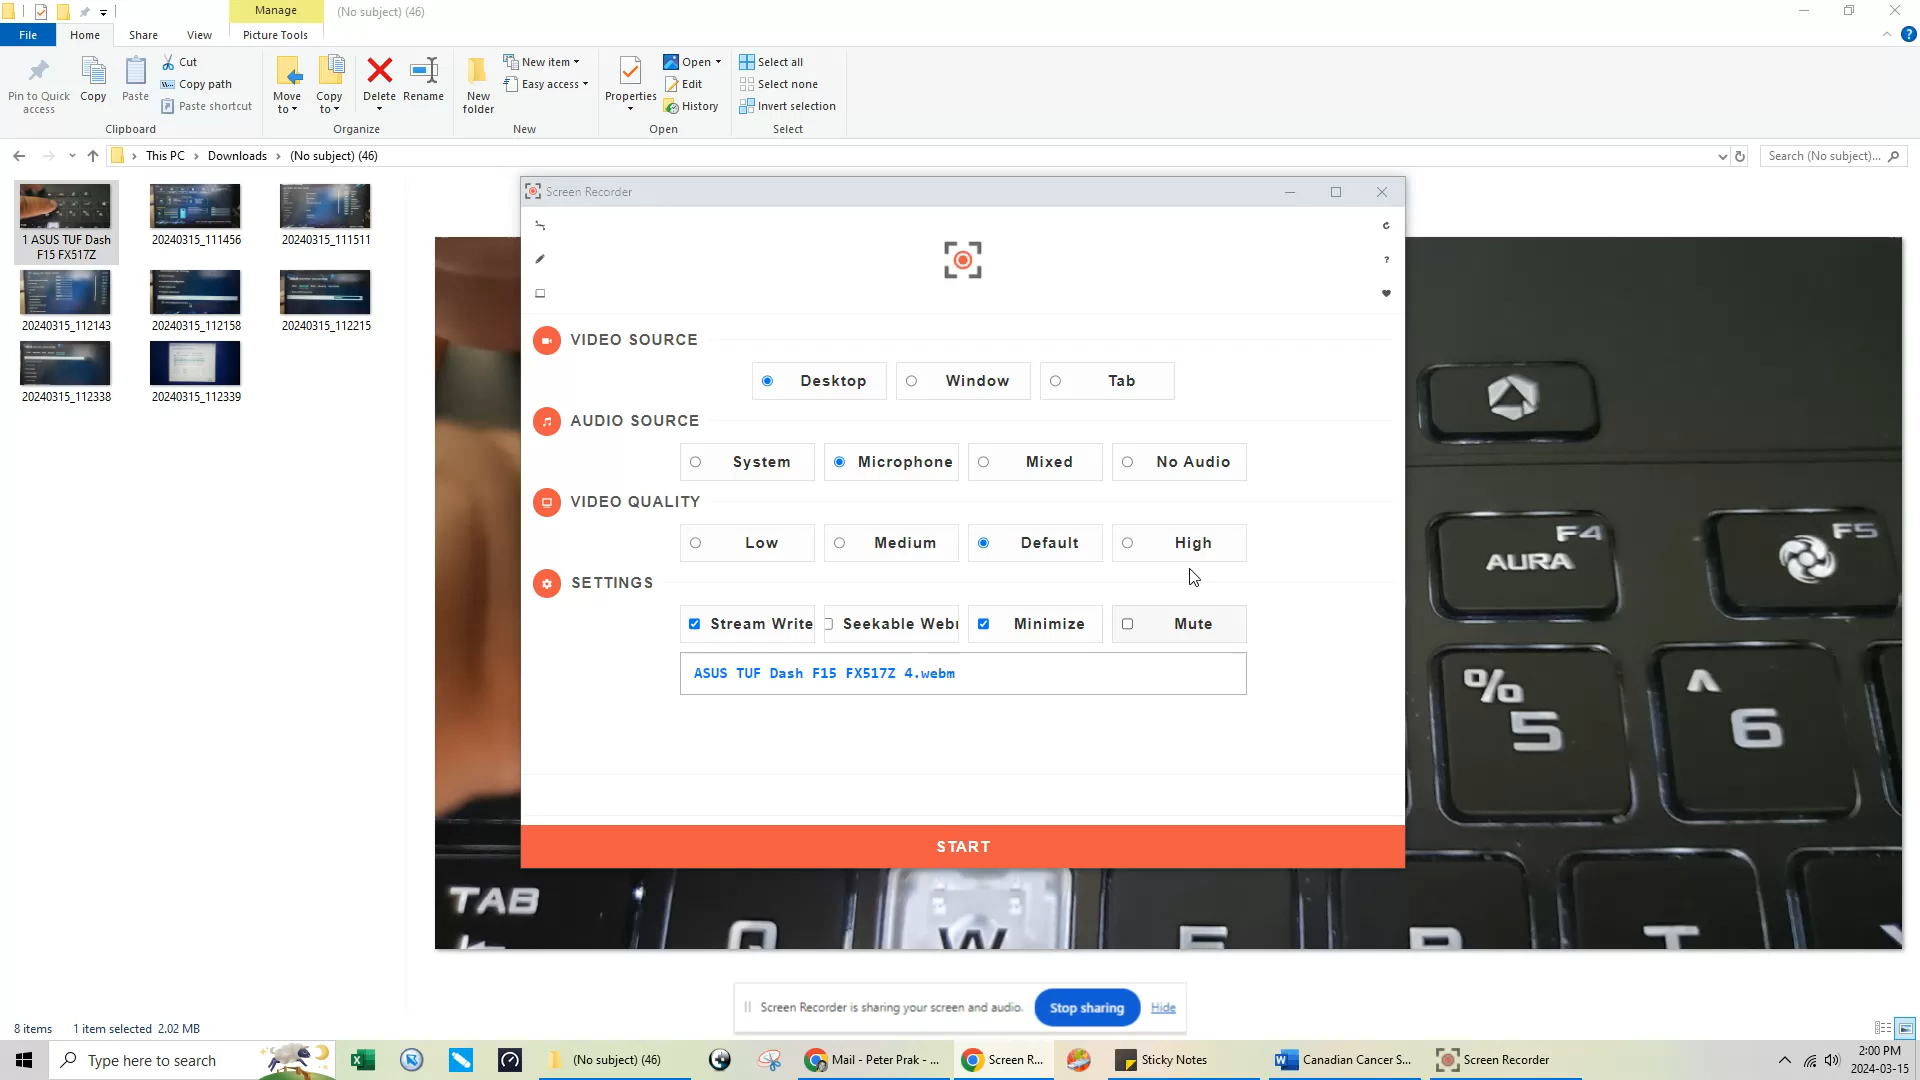 Manage
(No subject) (46)
File
Home
Share
View
Picture Tools
Pin to Quick access
Copy
Paste
Cut
Copy path
Paste shortcut
Clipboard
Move to
Copy to
Delete
Rename
Organize
New folder
New item
Easy access
New
Properties
Open
Edit
History
Open
Select all
Select none
Invert selection
Select
This PC
Downloads
(No subject) (46)
Search (No subject)...
1 ASUS TUF Dash
F15 FX517Z
20240315_111456
20240315_111511
20240315_112143
20240315_112158
20240315_112215
20240315_112338
20240315_112339
Screen Recorder
?
VIDEO SOURCE
Desktop
Window
Tab
AUDIO SOURCE
System
Microphone
Mixed
No Audio
VIDEO QUALITY
Low
Medium
Default
High
SETTINGS
Stream Write
Seekable Web
Minimize
Mute
ASUS TUF Dash F15 FX517Z 4.webm
START
F4
AURA
F5
%
5
^
6
TAB
Q
W
E
R
T
Y
Screen Recorder is sharing your screen and audio.
Stop sharing
Hide
8 items
1 item selected 2.02 MB
Type here to search
(No subject) (46)
Mail - Peter Prak - ...
Screen R...
Sticky Notes
Canadian Cancer S...
Screen Recorder
2:00 PM
2024-03-15